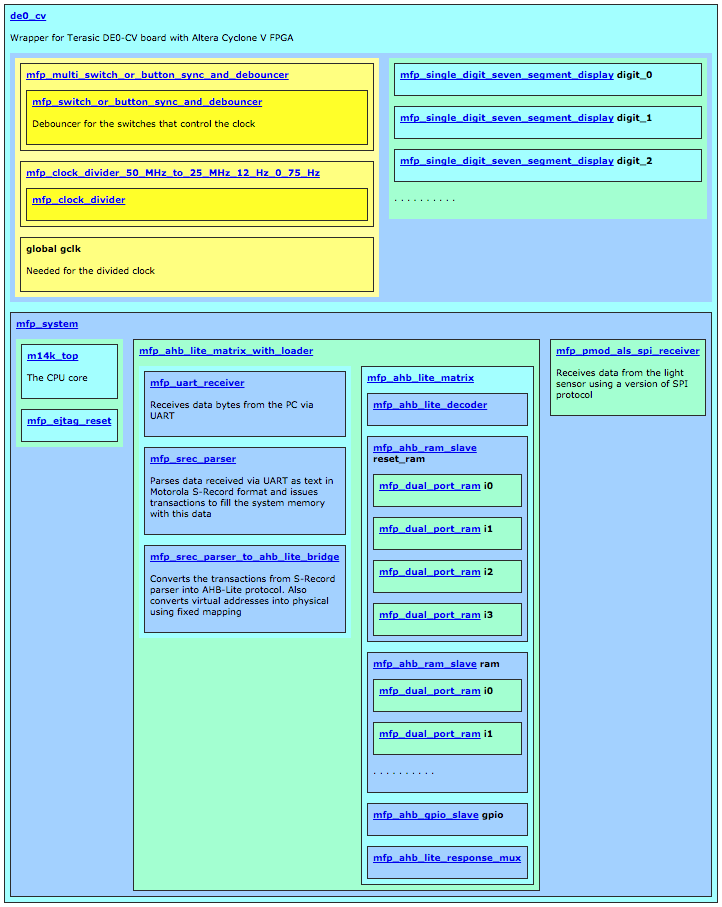 de0_cv
Wrapper for Terasic DE0-CV board with Altera Cyclone V FPGA
mfp_multi_switch_or_button_sync_and_debouncer
mfp_switch_or_button_sync_and_debouncer
Debouncer for the switches that control the clock
mfp_clock_divider_50_MHz_to_25_MHz_12_Hz_0_75_Hz
mfp_clock_divider
global gclk
Needed for the divided clock
mfp_single_digit_seven_segment_display digit_0
mfp_single_digit_seven_segment_display digit_1
mfp_single_digit_seven_segment_display digit_2
. . . . . . . . . .
mfp_system
m14k_top
The CPU core
mfp_ejtag_reset
mfp_ahb_lite_matrix_with_loader
mfp_uart_receiver
Receives data bytes from the PC via
UART
mfp_srec_parser
Parses data received via UART as text in
Motorola S-Record format and issues
transactions to fill the system memory
with this data
mfp_srec_parser_to_ahb_lite_bridge
Converts the transactions from S-Record
parser into AHB-Lite protocol. Also
converts virtual addresses into physical
using fixed mapping
mfp_ahb_lite_matrix
mfp_ahb_lite_decoder
mfp_ahb_ram_slave
reset_ram
mfp_dual_port_ram i0
mfp_dual_port_ram i1
mfp_dual_port_ram i2
mfp_dual_port_ram i3
mfp_ahb_ram_slave ram
mfp_dual_port_ram i0
mfp_dual_port_ram i1
. . . . . . . . . .
mfp_ahb_gpio_slave gpio
mfp_ahb_lite_response_mux
mfp_pmod_als_spi_receiver
Receives data from the light
sensor using a version of SPI
protocol